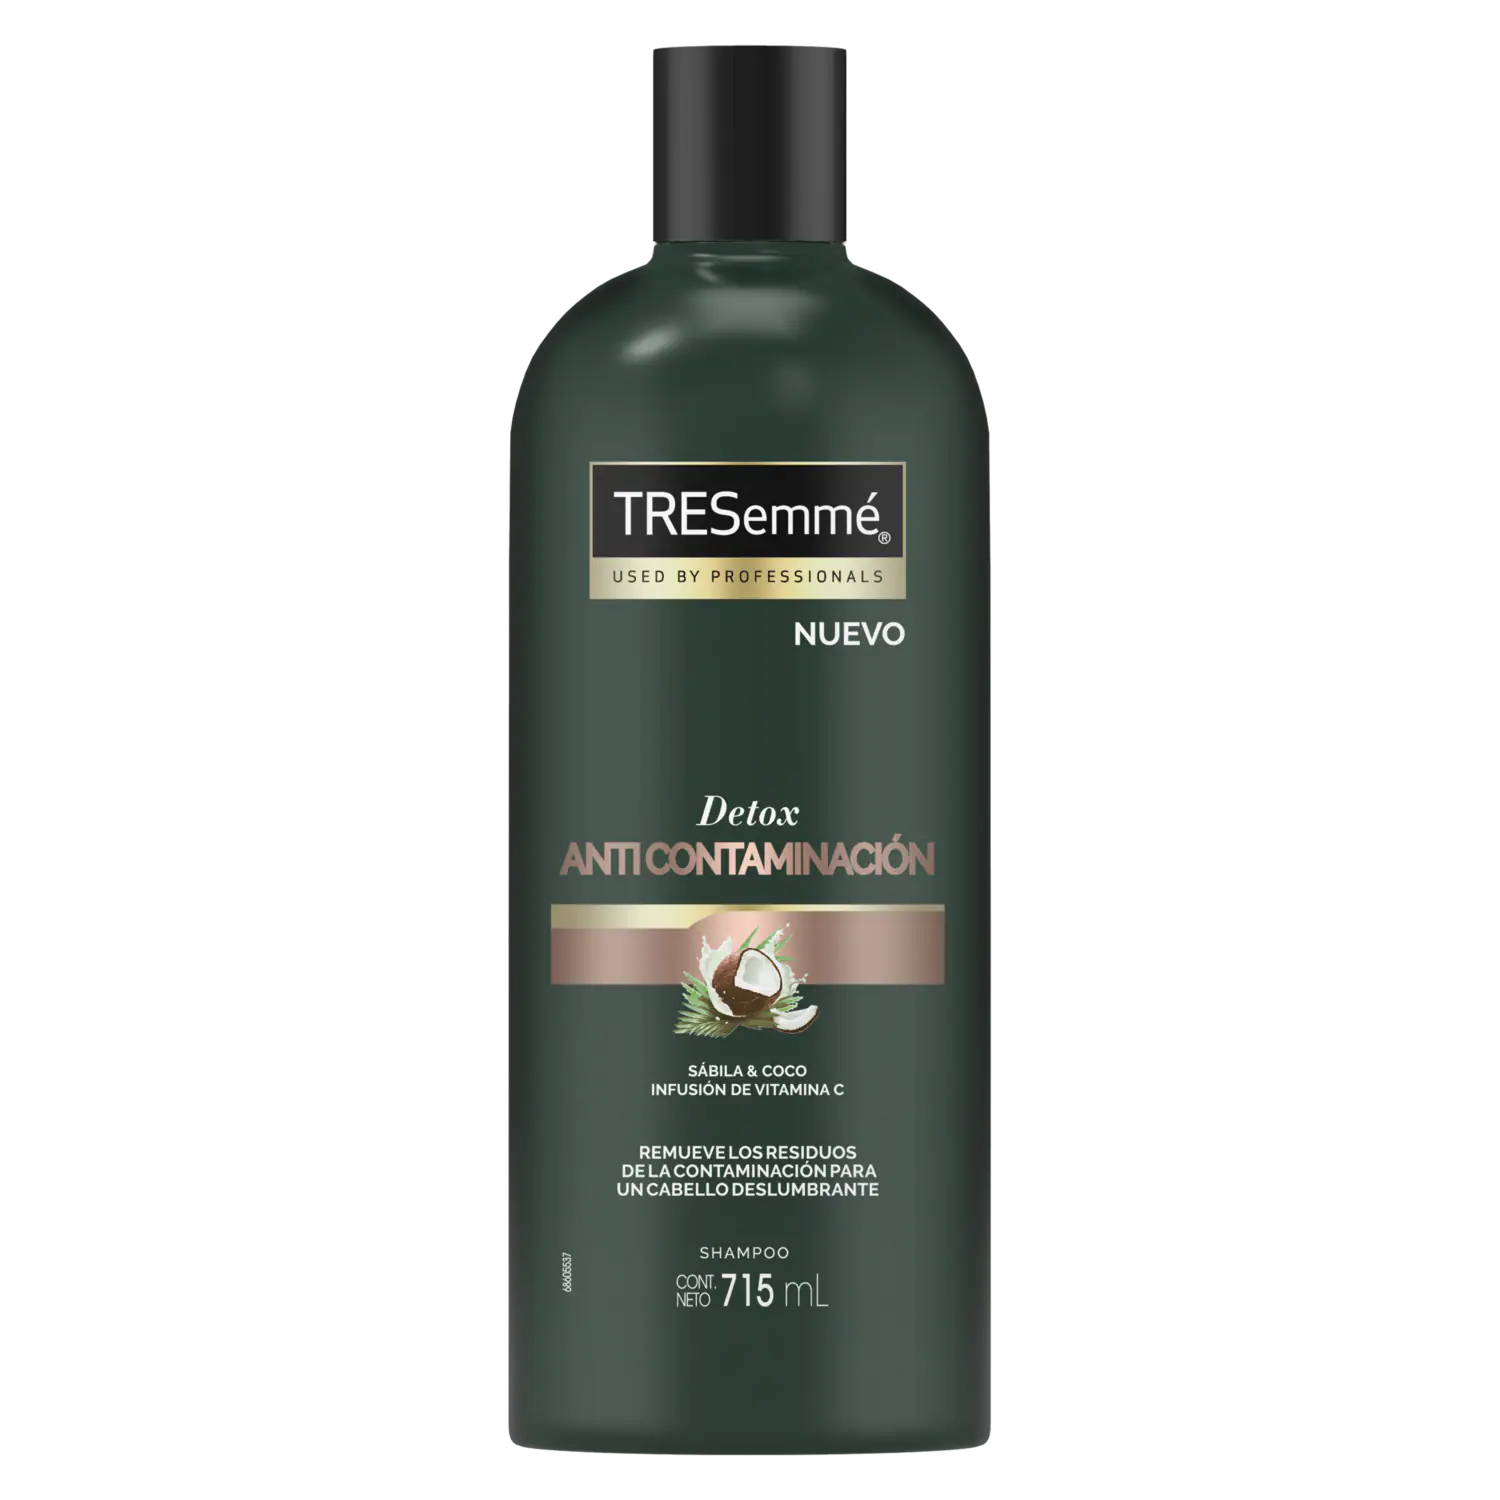 TRESemmé®
USED BY PROFESSIONALS
NUEVO
Detox
ANTI CONTAMINACIÓN
SÁBILA & COCO
INFUSIÓN DE VITAMINA C
REMUEVE LOS RESIDUOS
DE LA CONTAMINACIÓN PARA
UN CABELLO DESLUMBRANTE
SHAMPOO
CONT. NETO 715 mL
68605537